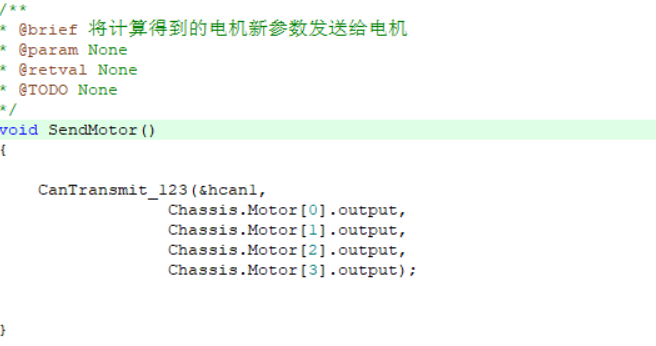 /**
* @brief 将计算得到的电机新参数发送给电机
* @param None
* @retval None
* @TODO None
*/
void SendMotor()
{
CanTransmit_123(&hcan1,
Chassis.Motor[0].output,
Chassis.Motor[1].output,
Chassis.Motor[2].output,
Chassis.Motor[3].output);
}